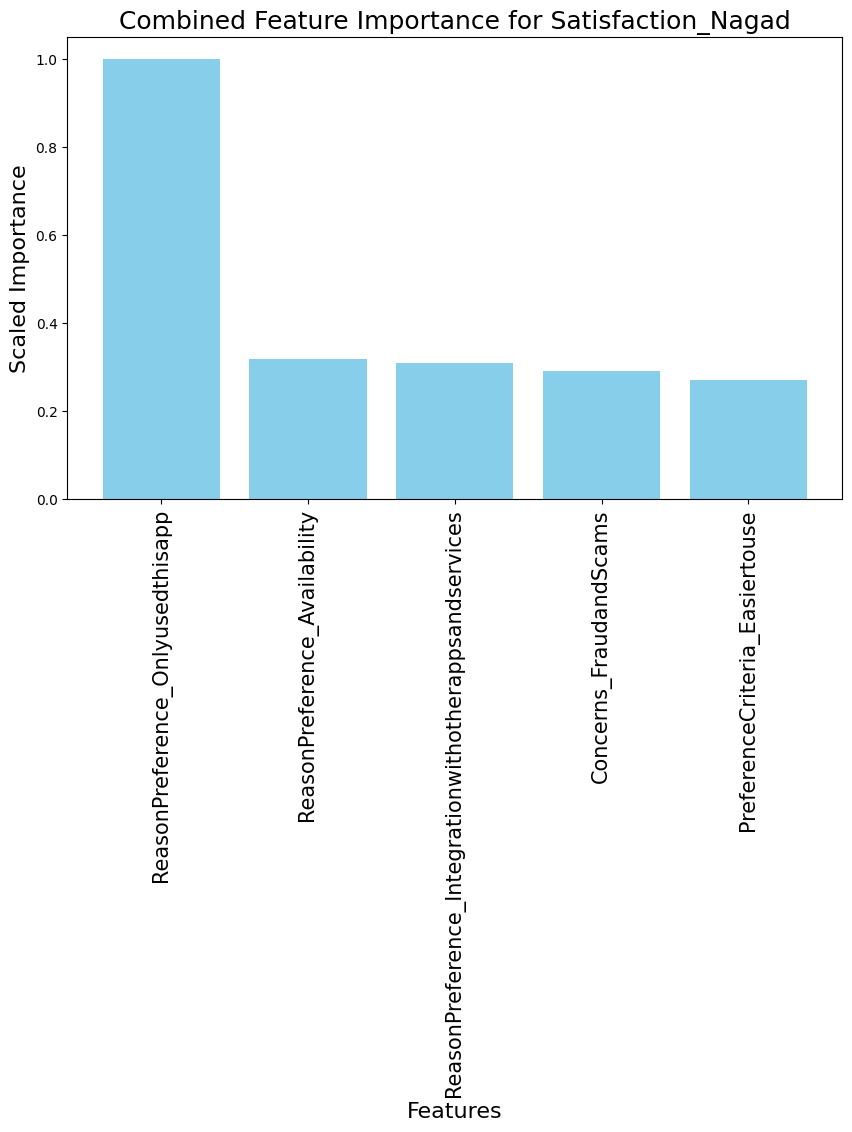 Combined Feature Importance for Satisfaction_Nagad
Scaled Importance
1.0
0.8
0.6
0.4
0.2
0.0
ReasonPreference_Onlyusedthisapp
ReasonPreference_Availability
ReasonPreference_Integrationwithotherappsandservices
Concerns_FraudandScams
PreferenceCriteria_Easiertouse
Features